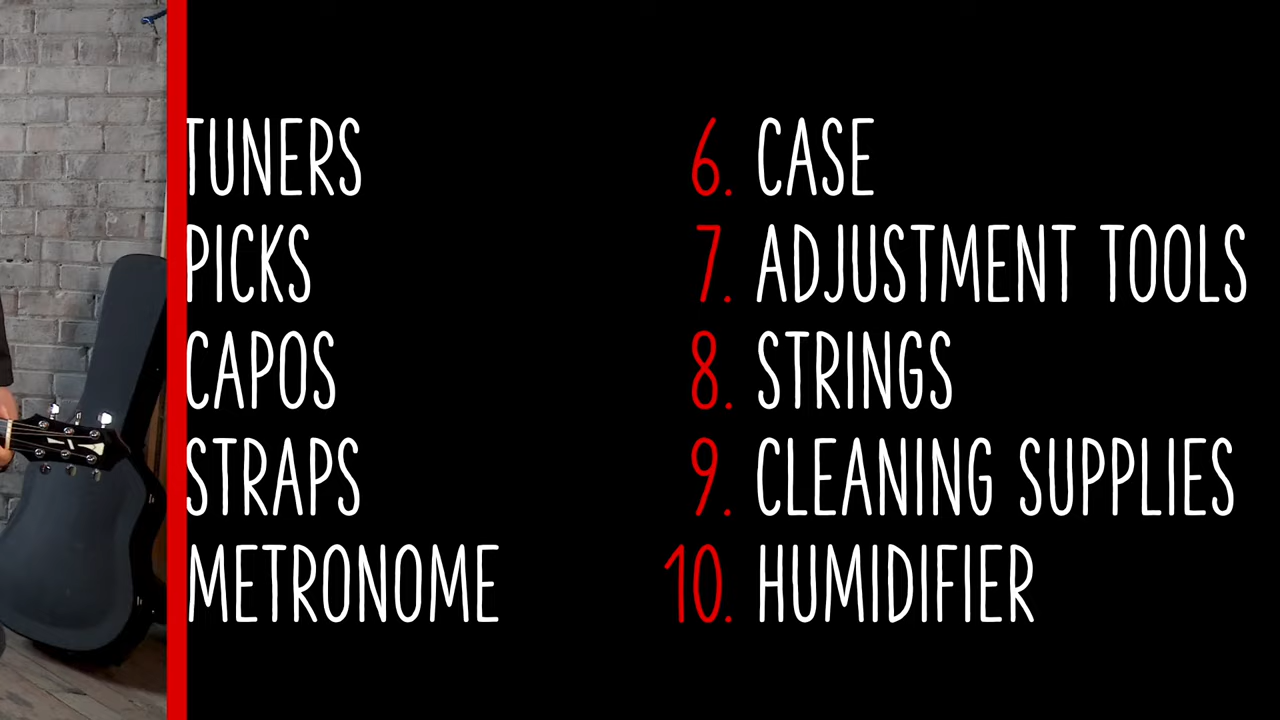 TUNERS
PICKS
CAPOS
STRAPS
METRONOME
6. CASE
7. ADJUSTMENT TOOLS
8. STRINGS
9. CLEANING SUPPLIES
10. HUMIDIFIER